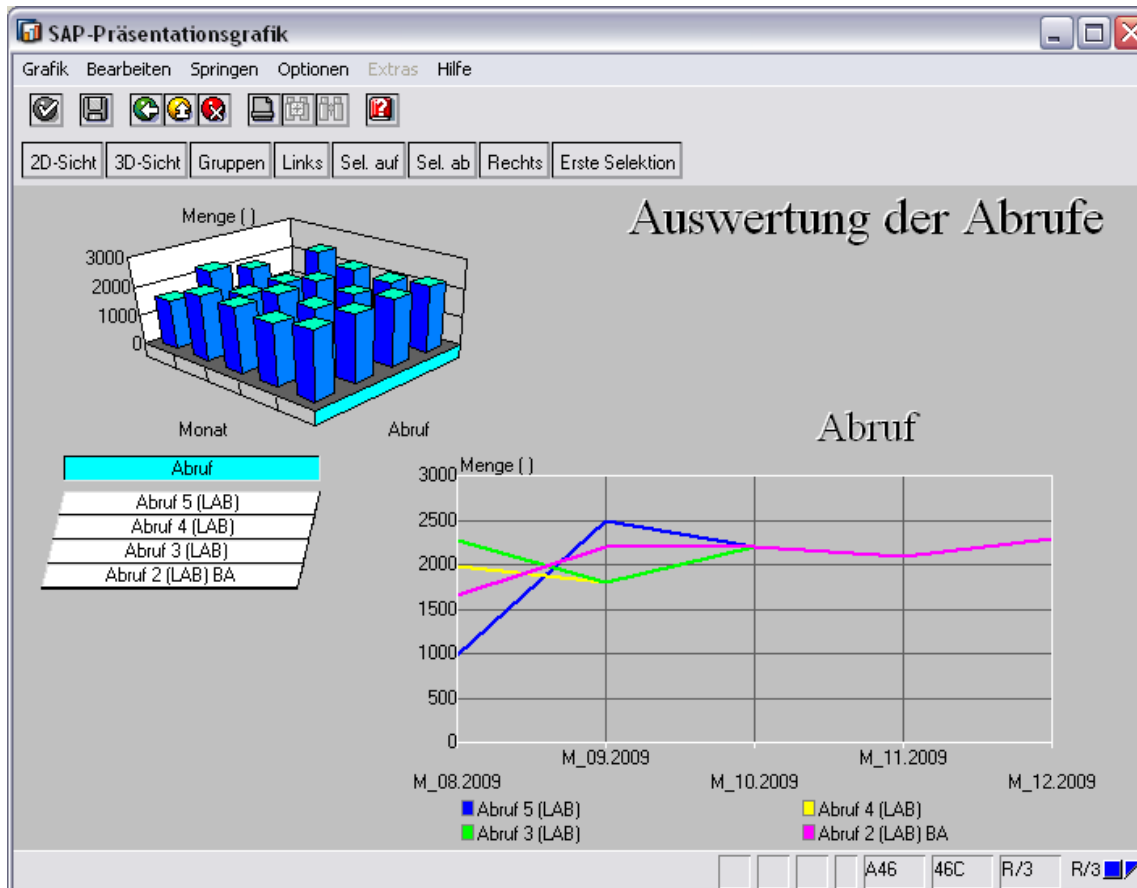 SAP-Präsentationsgrafik
Grafik Bearbeiten Springen Optionen Extras Hilfe
2D-Sicht 3D-Sicht Gruppen Links Sel. auf Sel. ab Rechts Erste Selektion
Auswertung der Abrufe
Menge ( )
3000
2000
1000
0
Monat Abruf
Abruf
Abruf 5 (LAB)
Abruf 4 (LAB)
Abruf 3 (LAB)
Abruf 2 (LAB) BA
Abruf
Menge ( )
3000
2500
2000
1500
1000
500
0
M_08.2009 M_09.2009 M_10.2009 M_11.2009 M_12.2009
Abruf 5 (LAB) Abruf 4 (LAB)
Abruf 3 (LAB) Abruf 2 (LAB) BA
A46 46C R/3 R/3